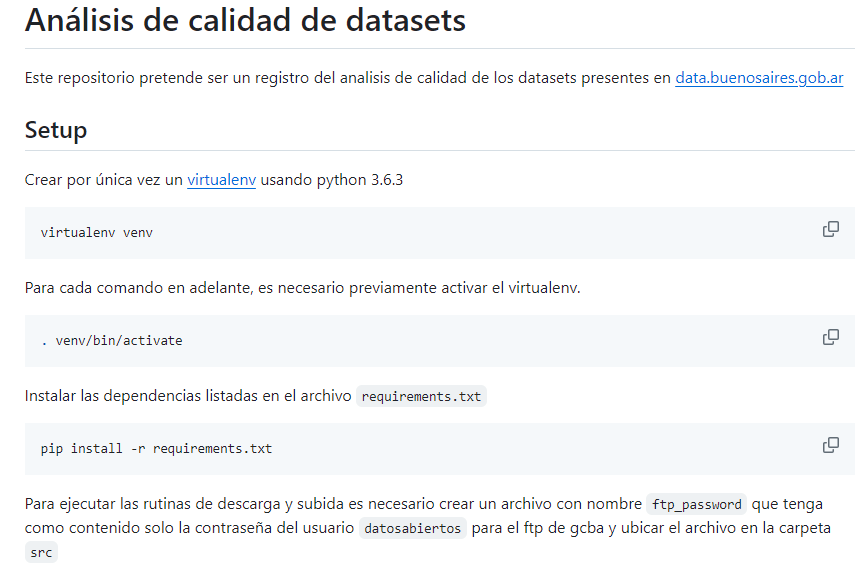 Análisis de calidad de datasets
Este repositorio pretende ser un registro del analisis de calidad de los datasets presentes en data.buenosaires.gob.ar
Setup
Crear por única vez un virtualenv usando python 3.6.3
virtualenv venv
Para cada comando en adelante, es necesario previamente activar el virtualenv.
. venv/bin/activate
Instalar las dependencias listadas en el archivo requirements.txt
pip install -r requirements.txt
Para ejecutar las rutinas de descarga y subida es necesario crear un archivo con nombre ftp_password que tenga
como contenido solo la contraseña del usuario datosabiertos para el ftp de gcba y ubicar el archivo en la carpeta
src